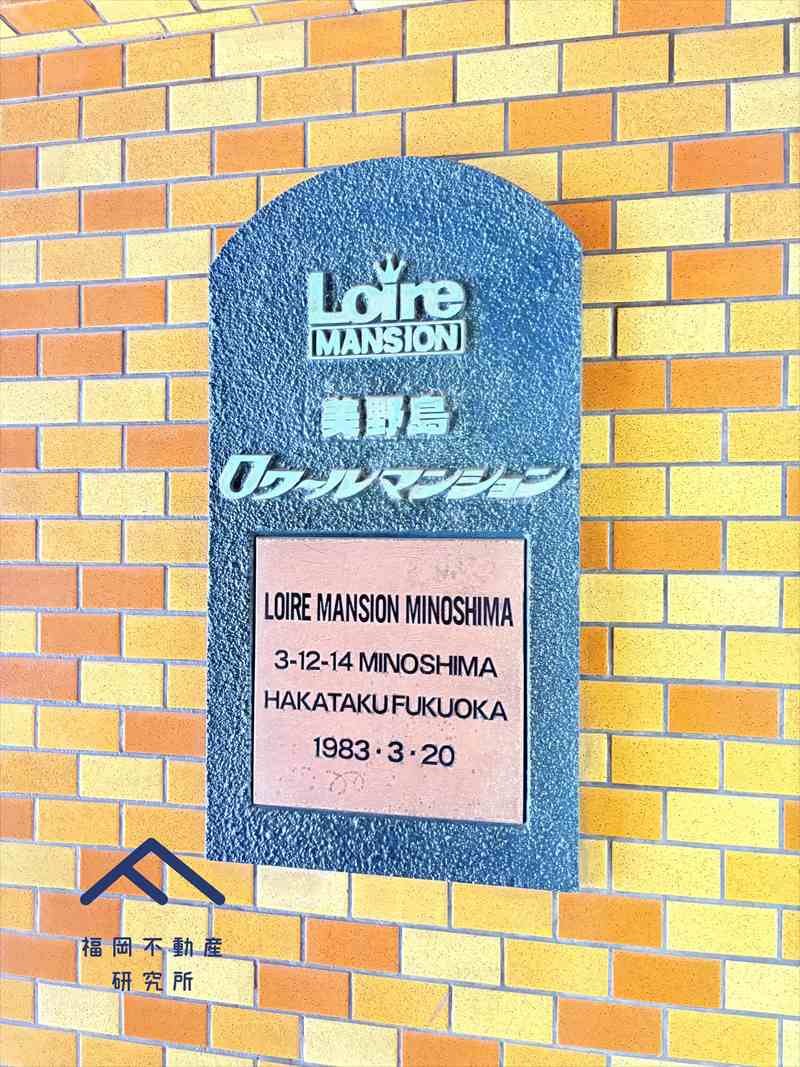 Loire
MANSION
美野島
ロワールマンション
LOIRE MANSION MINOSHIMA
3-12-14 MINOSHIMA
HAKATAKU FUKUOKA
1983・3・20
福岡不動産
研究所